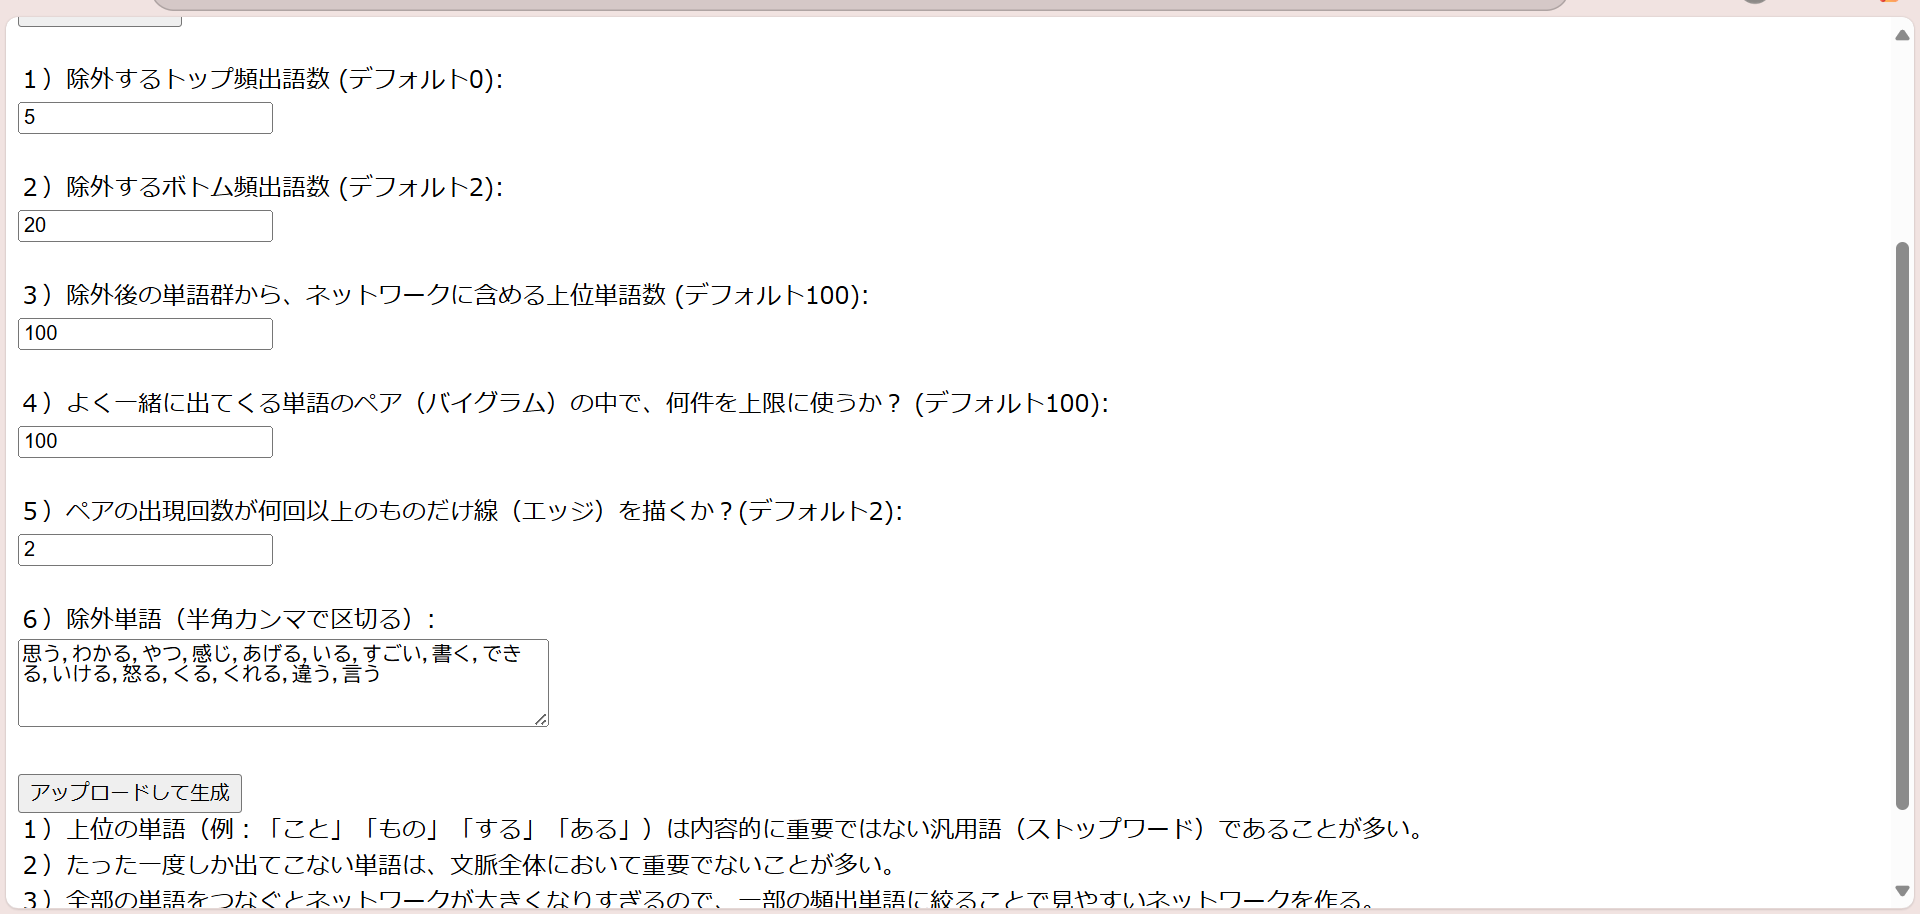 1）除外するトップ頻出語数 (デフォルト0):
5
2）除外するボトム頻出語数 (デフォルト2):
20
3）除外後の単語群から、ネットワークに含める上位単語数 (デフォルト100):
100
4）よく一緒に出てくる単語のペア（バイグラム）の中で、何件を上限に使うか？ (デフォルト100):
100
5）ペアの出現回数が何回以上のものだけ線（エッジ）を描くか？(デフォルト2):
2
6）除外単語（半角カンマで区切る）:
思う,わかる,やつ,感じ,あげる,いる,すごい,書く,でき
る,いける,怒る,くる,くれる,違う,言う
アップロードして生成
1）上位の単語（例：「こと」「もの」「する」「ある」）は内容的に重要ではない汎用語（ストップワード）であることが多い。
2）たった一度しか出てこない単語は、文脈全体において重要でないことが多い。
3）全部の単語をつなぐとネットワークが大きくなりすぎるので、一部の頻出単語に絞ることで見やすいネットワークを作る。